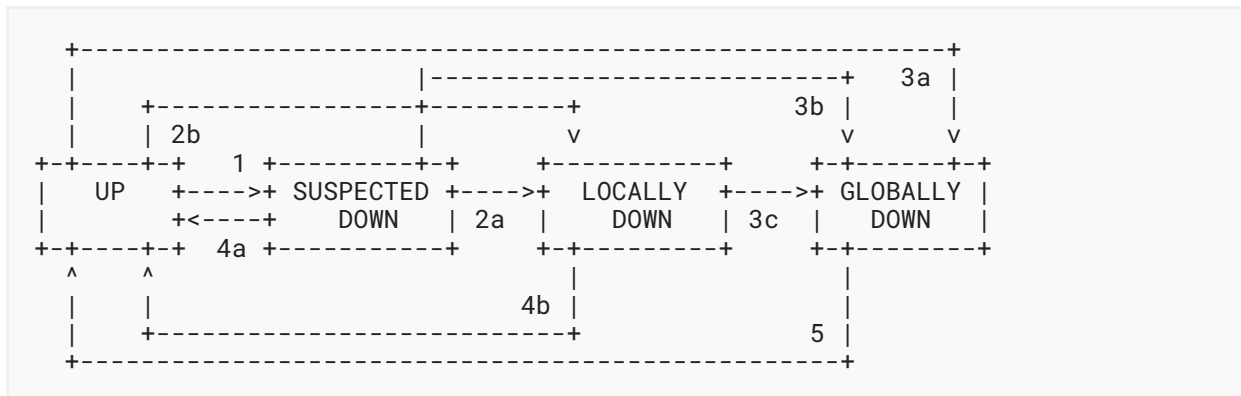 3a
3b
2b
1
UP SUSPECTED LOCALLY GLOBALLY
DOWN 2a DOWN 3c DOWN
4a
4b
5